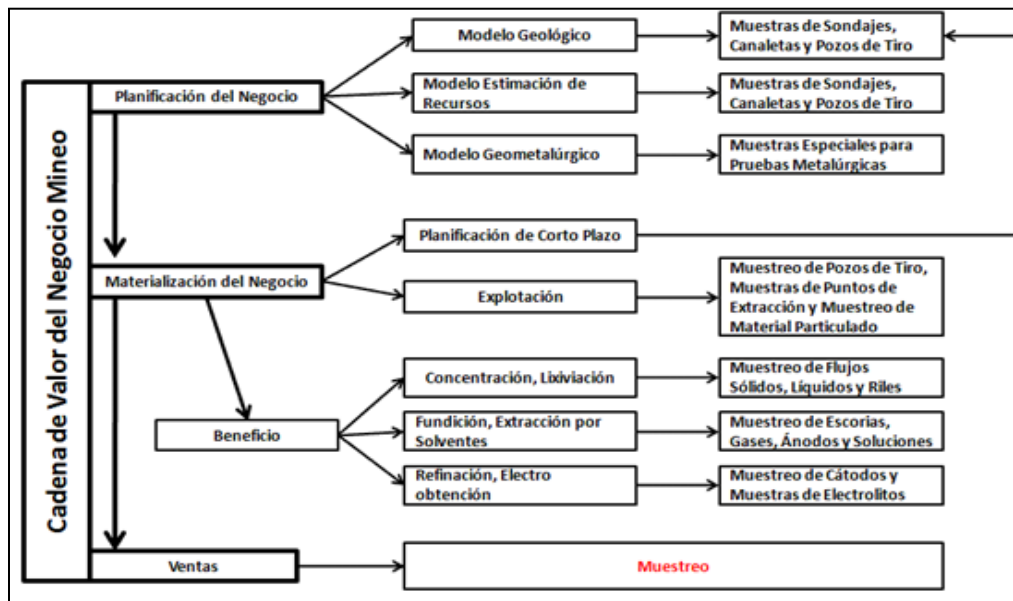 Cadena de Valor del Negocio Mineo
Planificación del Negocio
Modelo Geológico
Muestras de Sondajes,
Canaletas y Pozos de Tiro
Modelo Estimación de
Recursos
Muestras de Sondajes,
Canaletas y Pozos de Tiro
Modelo Geometalúrgico
Muestras Especiales para
Pruebas Metalúrgicas
Materialización del Negocio
Planificación de Corto Plazo
Explotación
Muestreo de Pozos de Tiro,
Muestras de Puntos de
Extracción y Muestreo de
Material Particulado
Beneficio
Concentración, Lixiviación
Muestreo de Flujos
Sólidos, Líquidos y Riles
Fundición, Extracción por
Solventes
Muestreo de Escorias,
Gases, Ánodos y Soluciones
Refinación, Electro
obtención
Muestreo de Cátodos y
Muestras de Electrolitos
Ventas
Muestreo